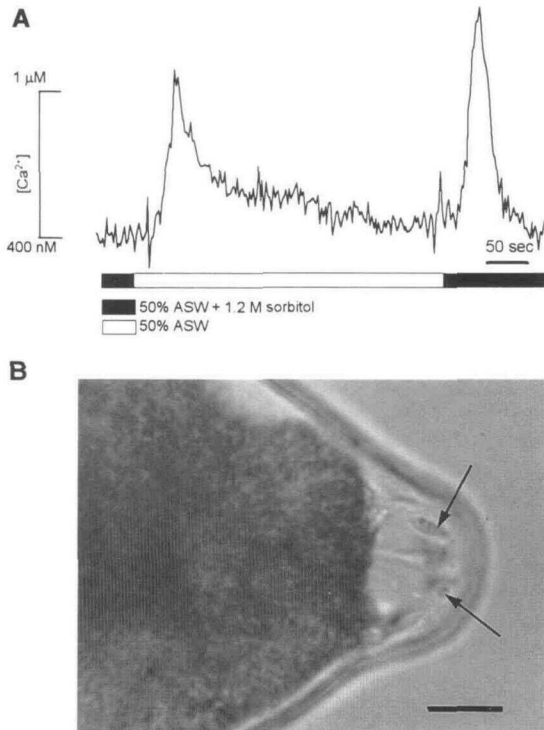 A
1 µM
[Ca²⁺]
400 nM
50 sec
50% ASW + 1.2 M sorbitol
50% ASW
B